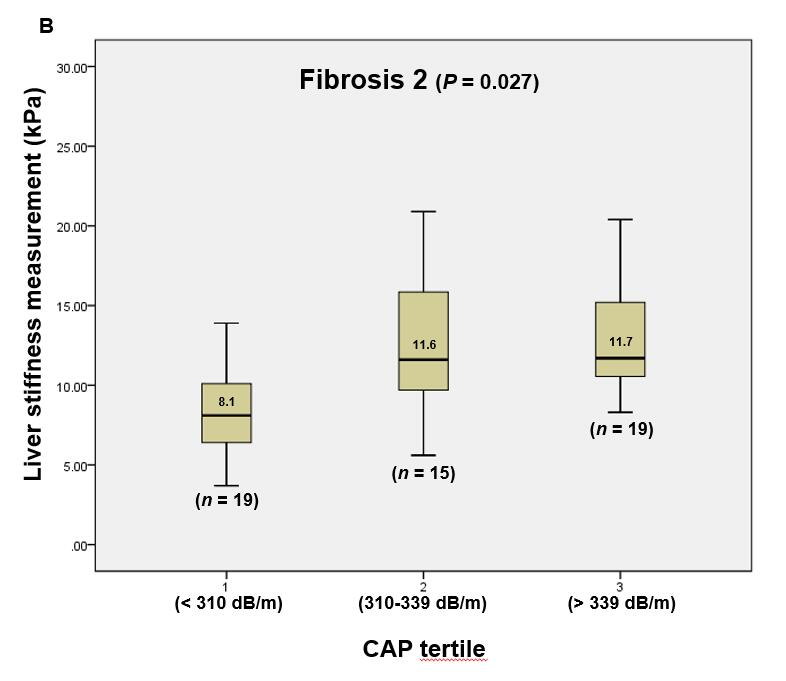 B
Fibrosis 2 (P = 0.027)
Liver stiffness measurement (kPa)
30.00
25.00
20.00
15.00
10.00
5.00
.00
8.1
11.6
11.7
(n = 19)
(n = 15)
(n = 19)
1
2
3
(< 310 dB/m)
(310-339 dB/m)
(> 339 dB/m)
CAP tertile